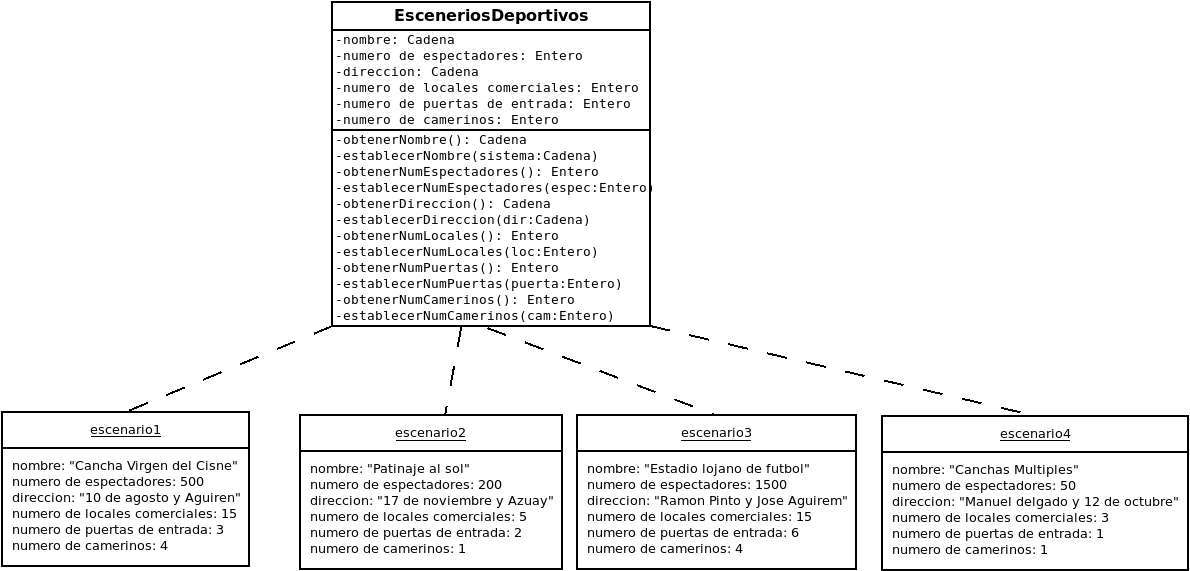 EsceneriosDeportivos
-nombre: Cadena
-numero de espectadores: Entero
-direccion: Cadena
-numero de locales comerciales: Entero
-numero de puertas de entrada: Entero
-numero de camerinos: Entero
-obtenerNombre(): Cadena
-establecerNombre(sistema:Cadena)
-obtenerNumEspectadores(): Entero
-establecerNumEspectadores(espec:Entero)
-obtenerDireccion(): Cadena
-establecerDireccion(dir:Cadena)
-obtenerNumLocales(): Entero
-establecerNumLocales(loc:Entero)
-obtenerNumPuertas(): Entero
-establecerNumPuertas(puerta:Entero)
-obtenerNumCamerinos(): Entero
-establecerNumCamerinos(cam:Entero)
escenario1
nombre: "Cancha Virgen del Cisne"
numero de espectadores: 500
direccion: "10 de agosto y Aguiren"
numero de locales comerciales: 15
numero de puertas de entrada: 3
numero de camerinos: 4
escenario2
nombre: "Patinaje al sol"
numero de espectadores: 200
direccion: "17 de noviembre y Azuay"
numero de locales comerciales: 5
numero de puertas de entrada: 2
numero de camerinos: 1
escenario3
nombre: "Estadio lojano de futbol"
numero de espectadores: 1500
direccion: "Ramon Pinto y Jose Aguirem"
numero de locales comerciales: 15
numero de puertas de entrada: 6
numero de camerinos: 4
escenario4
nombre: "Canchas Multiples"
numero de espectadores: 50
direccion: "Manuel delgado y 12 de octubre"
numero de locales comerciales: 3
numero de puertas de entrada: 1
numero de camerinos: 1